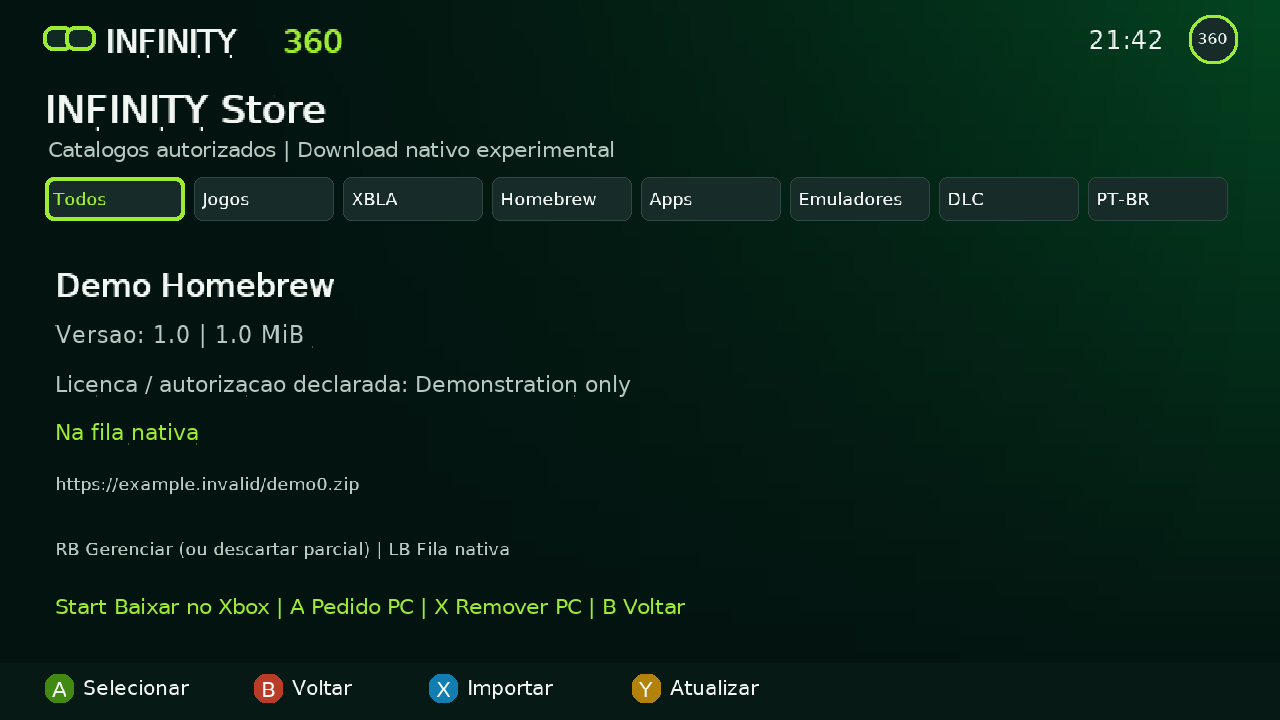 INFINITY 360 21:42 360
INFINITY Store
Catalogos autorizados | Download nativo experimental
Todos Jogos XBLA Homebrew Apps Emuladores DLC PT-BR
Demo Homebrew
Versao: 1.0 | 1.0 MiB
Licenca / autorizacao declarada: Demonstration only
Na fila nativa
https://example.invalid/demo0.zip
RB Gerenciar (ou descartar parcial) | LB Fila nativa
Start Baixar no Xbox | A Pedido PC | X Remover PC | B Voltar
A Selecionar B Voltar X Importar Y Atualizar